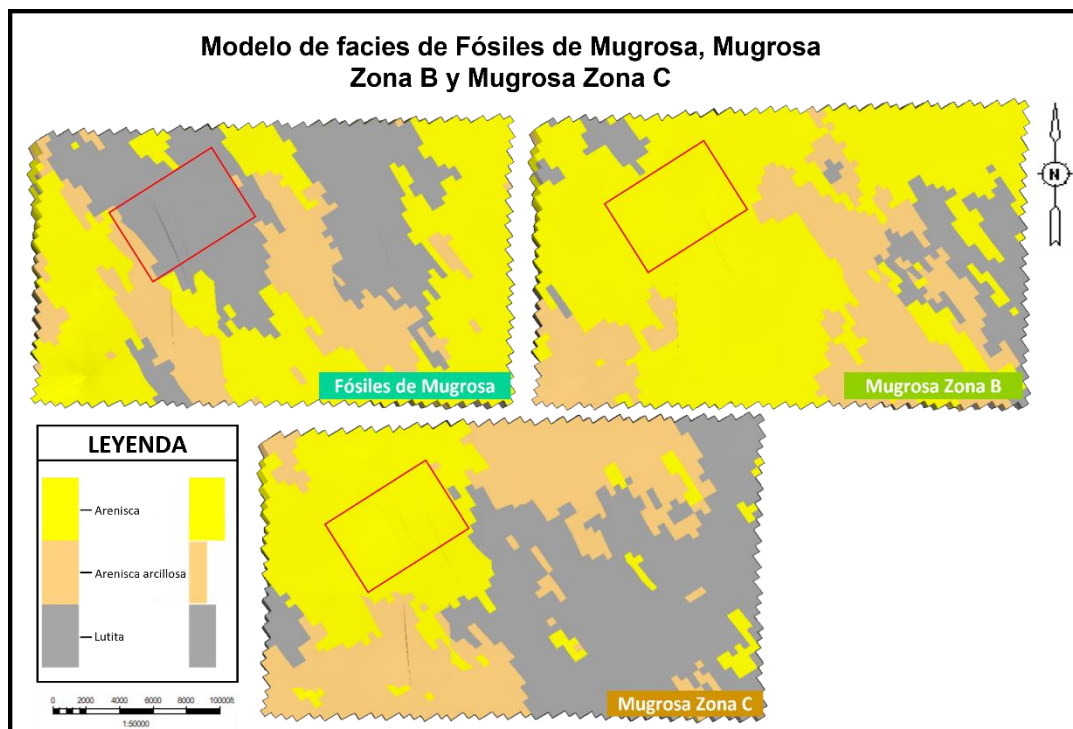 Modelo de facies de Fósiles de Mugrosa, Mugrosa
Zona B y Mugrosa Zona C
N
Fósiles de Mugrosa
Mugrosa Zona B
LEYENDA
Arenisca
Arenisca arcillosa
Lutita
0 2000 4000 6000 8000 10000ft
1:50000
Mugrosa Zona C